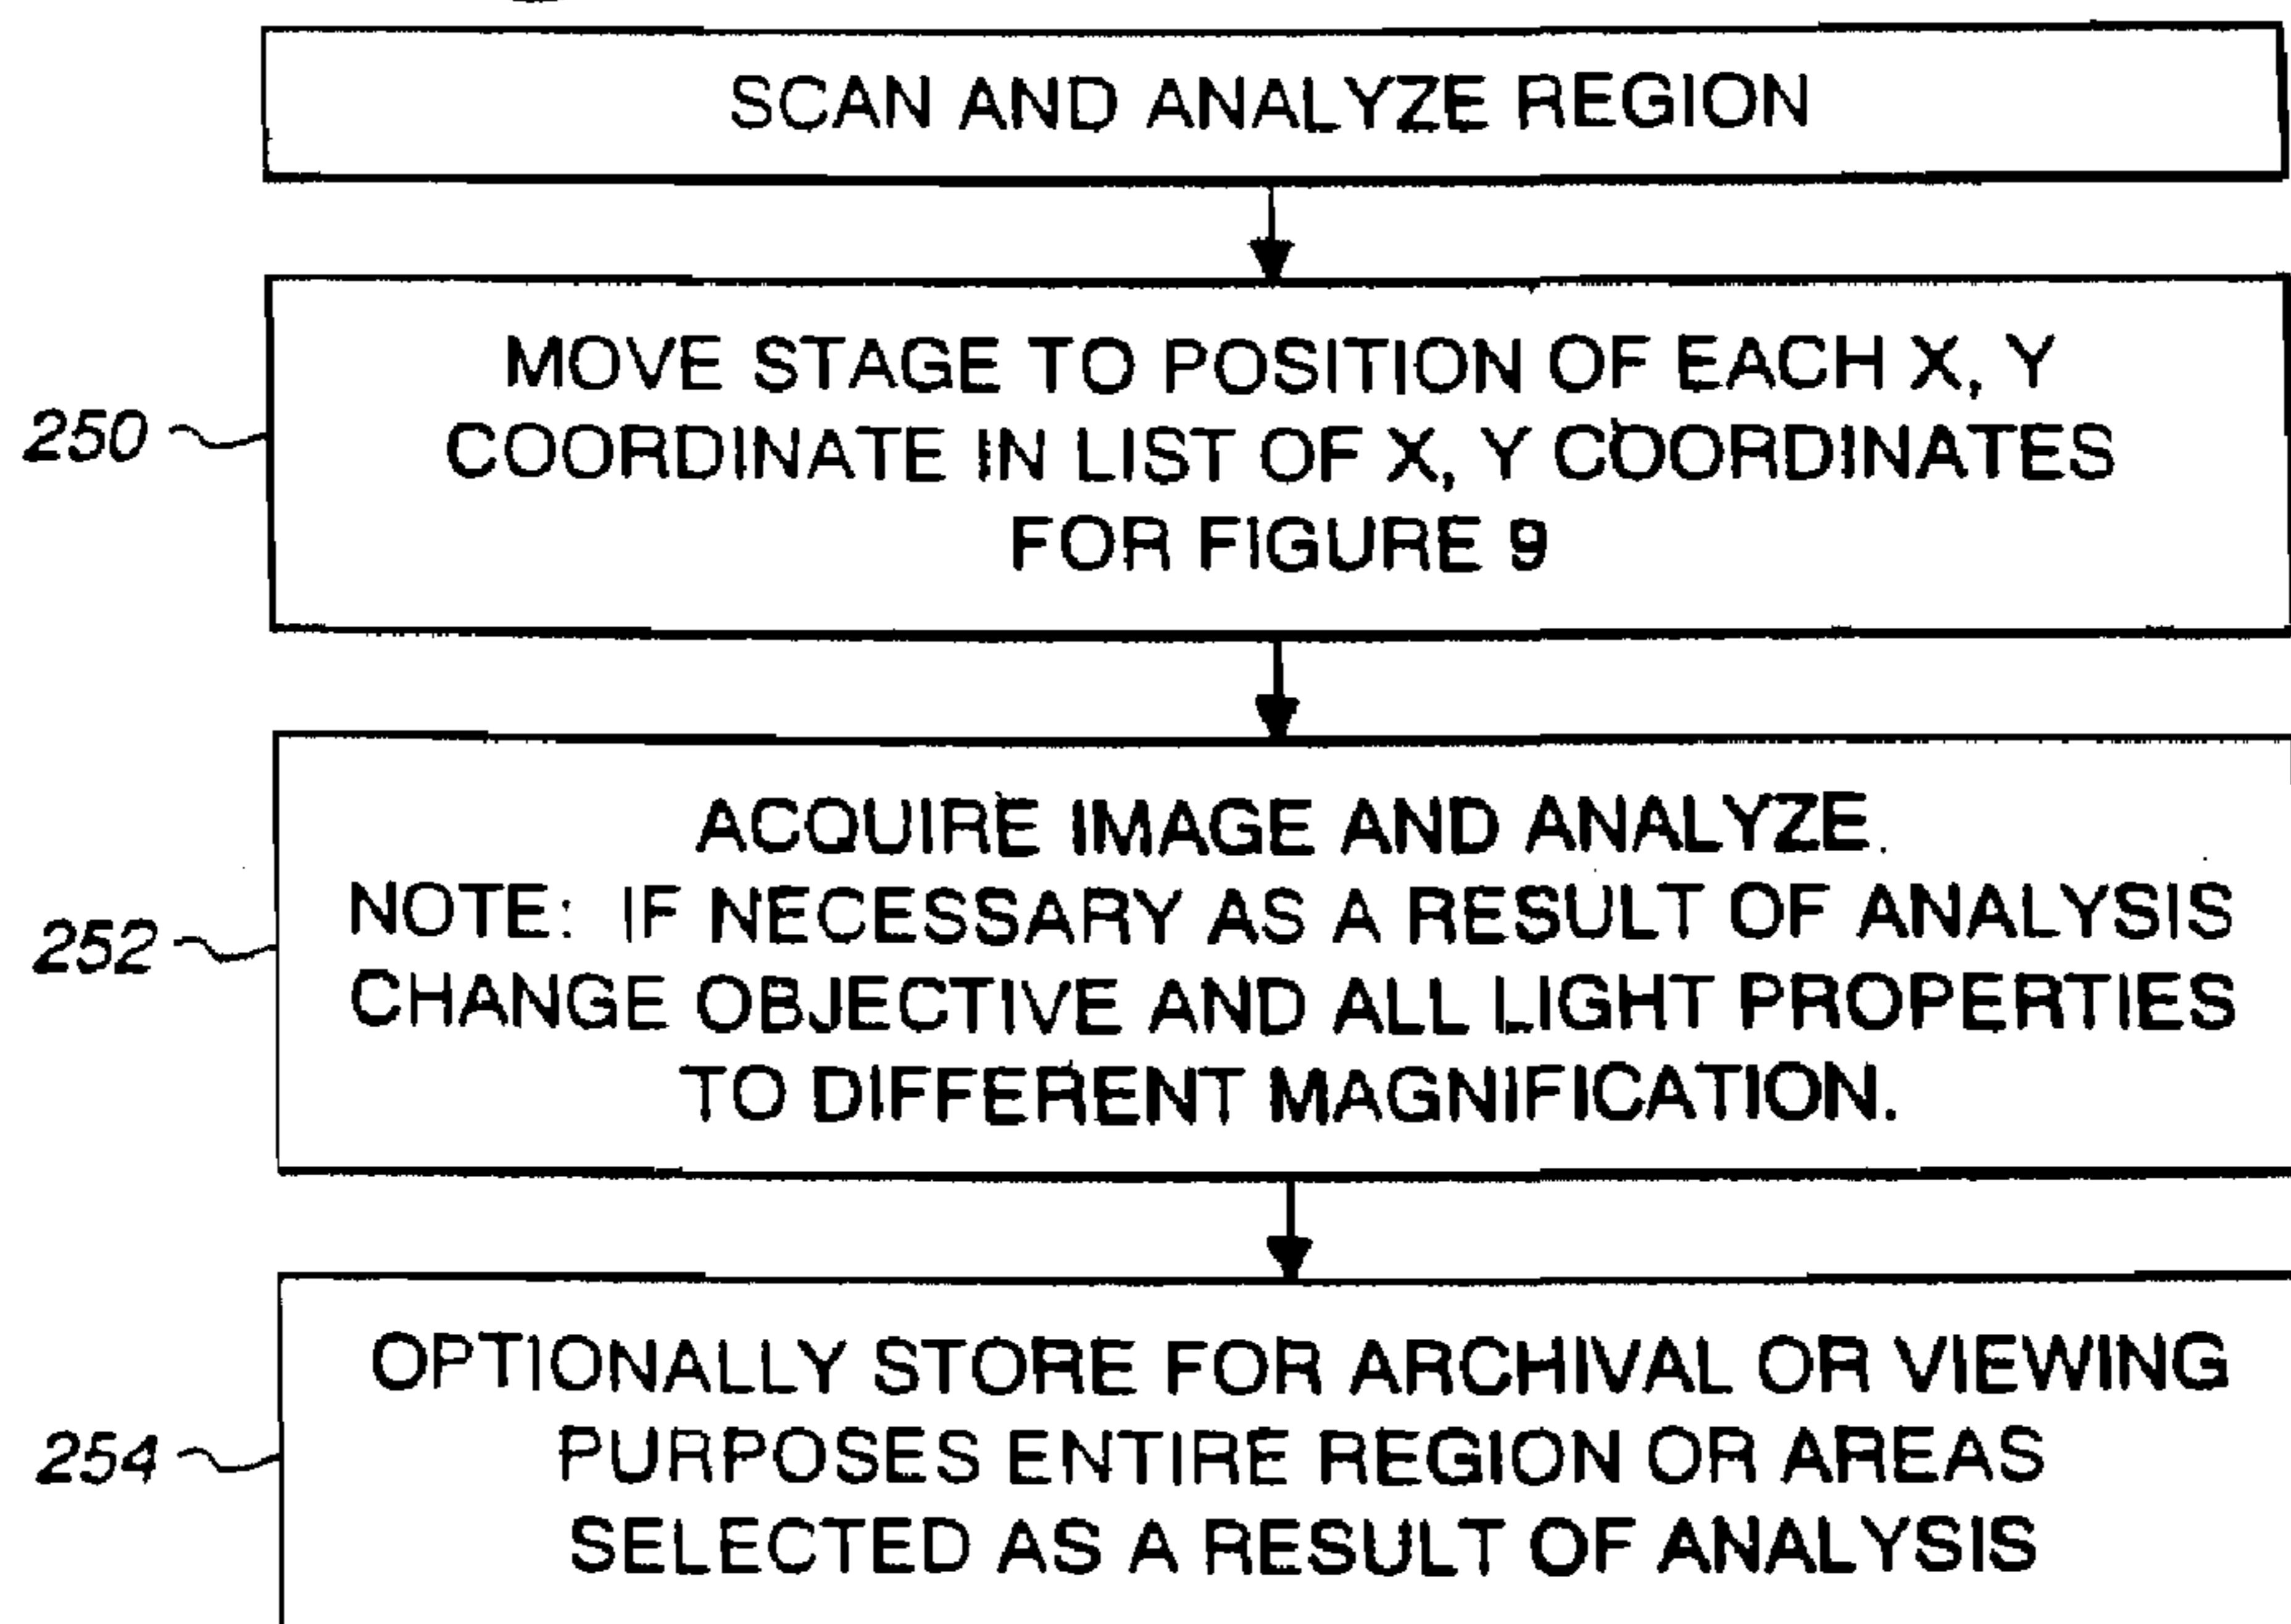 SCAN AND ANALYZE REGION
MOVE STAGE TO POSITION OF EACH X, Y
250
COORDINATE IN LIST OF X, Y COORDINATES
FOR FIGURE 9
ACQUIRE IMAGE AND ANALYZE.
NOTE: IF NECESSARY AS A RESULT OF ANALYSIS
252
CHANGE OBJECTIVE AND ALL LIGHT PROPERTIES
TO DIFFERENT MAGNIFICATION.
OPTIONALLY STORE FOR ARCHIVAL OR VIEWING
254
PURPOSES ENTIRE REGION OR AREAS
SELECTED AS A RESULT OF ANALYSIS